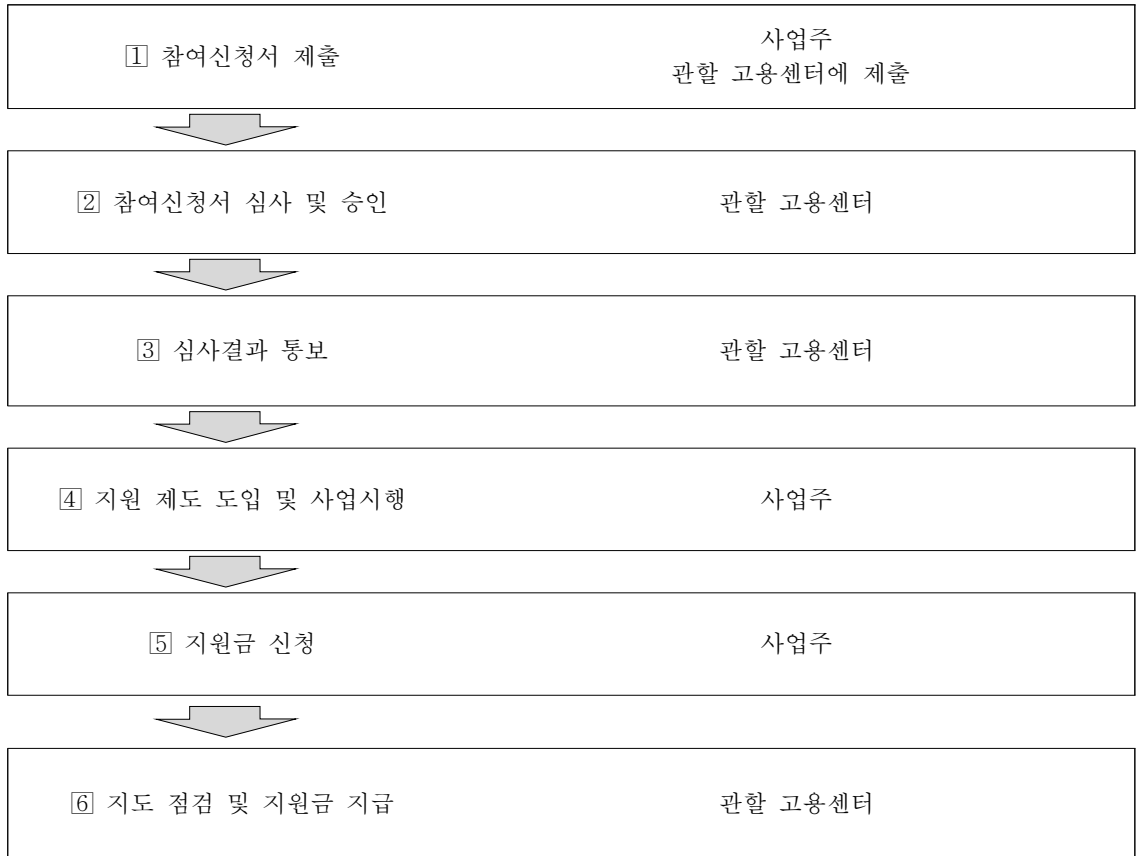 1 참여신청서 제출
사업주
관할 고용센터에 제출
2 참여신청서 심사 및 승인
관할 고용센터
3 심사결과 통보
관할 고용센터
4 지원 제도 도입 및 사업시행
사업주
5 지원금 신청
사업주
6 지도 점검 및 지원금 지급
관할 고용센터